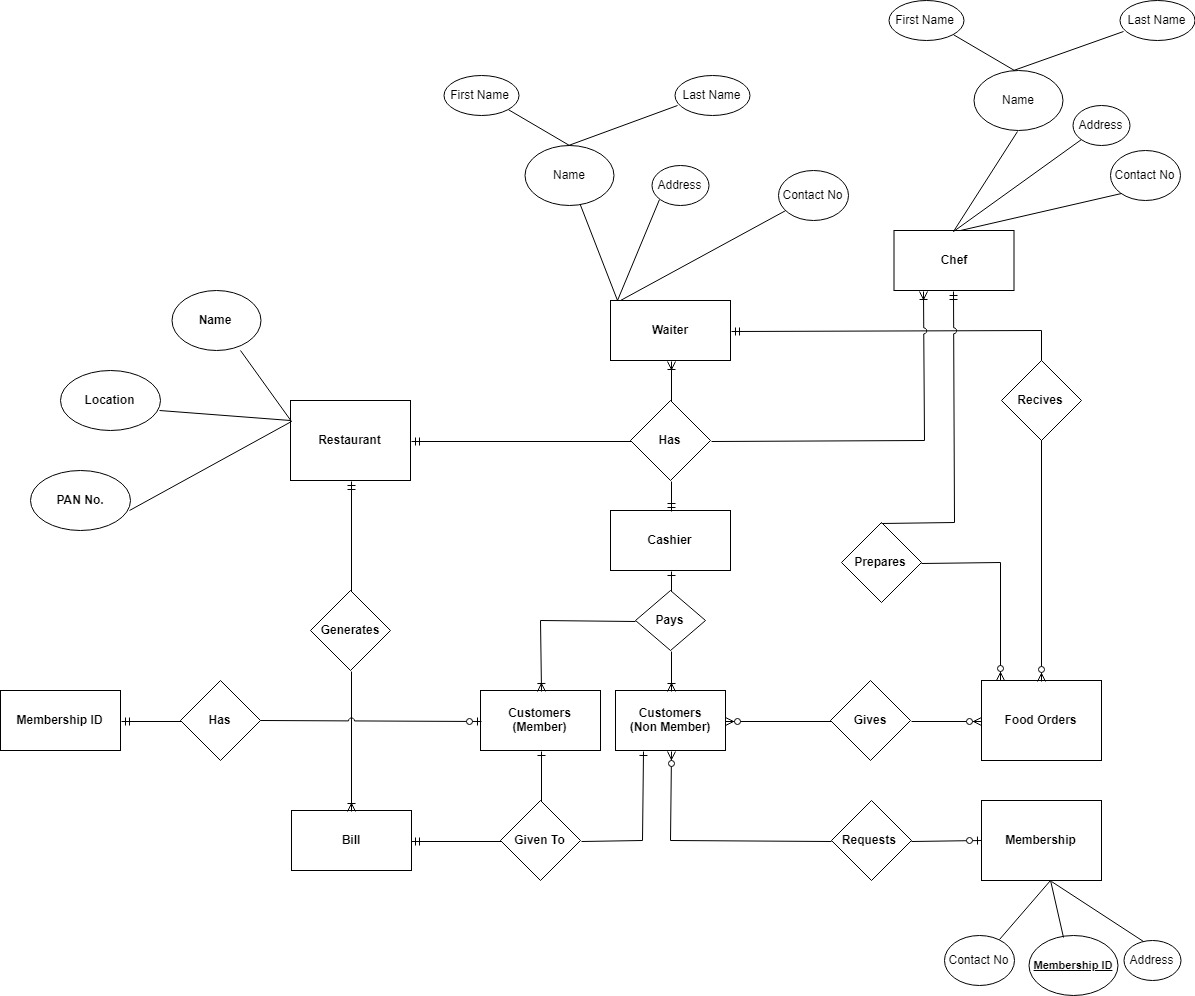 First Name
Last Name
Name
Address
Contact No
Chef
First Name
Last Name
Name
Address
Contact No
Waiter
Name
Location
PAN No.
Restaurant
Has
Recives
Cashier
Prepares
Generates
Pays
Membership ID
Has
Customers
(Member)
Customers
(Non Member)
Gives
Food Orders
Bill
Given To
Requests
Membership
Contact No
Membership ID
Address